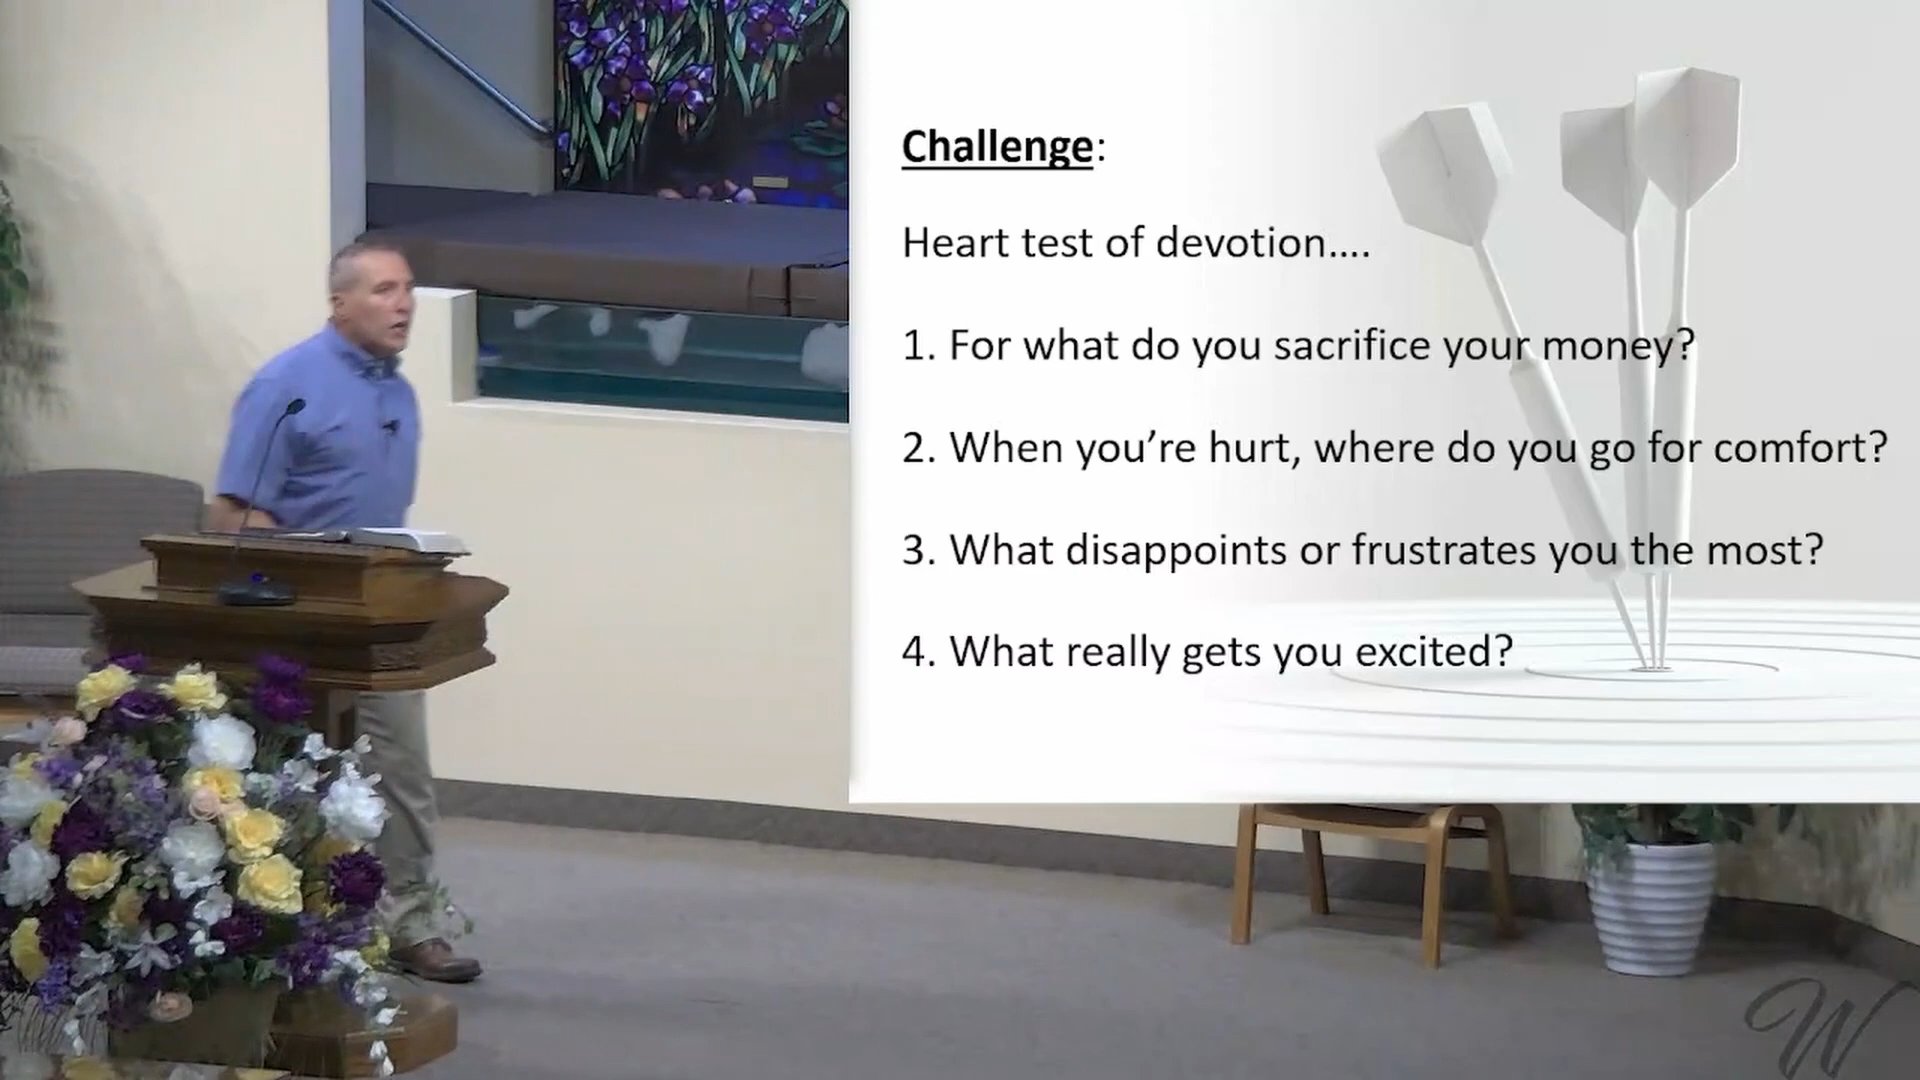 Challenge:
Heart test of devotion....
1. For what do you sacrifice your money?
2. When you’re hurt, where do you go for comfort?
3. What disappoints or frustrates you the most?
4. What really gets you excited?
W